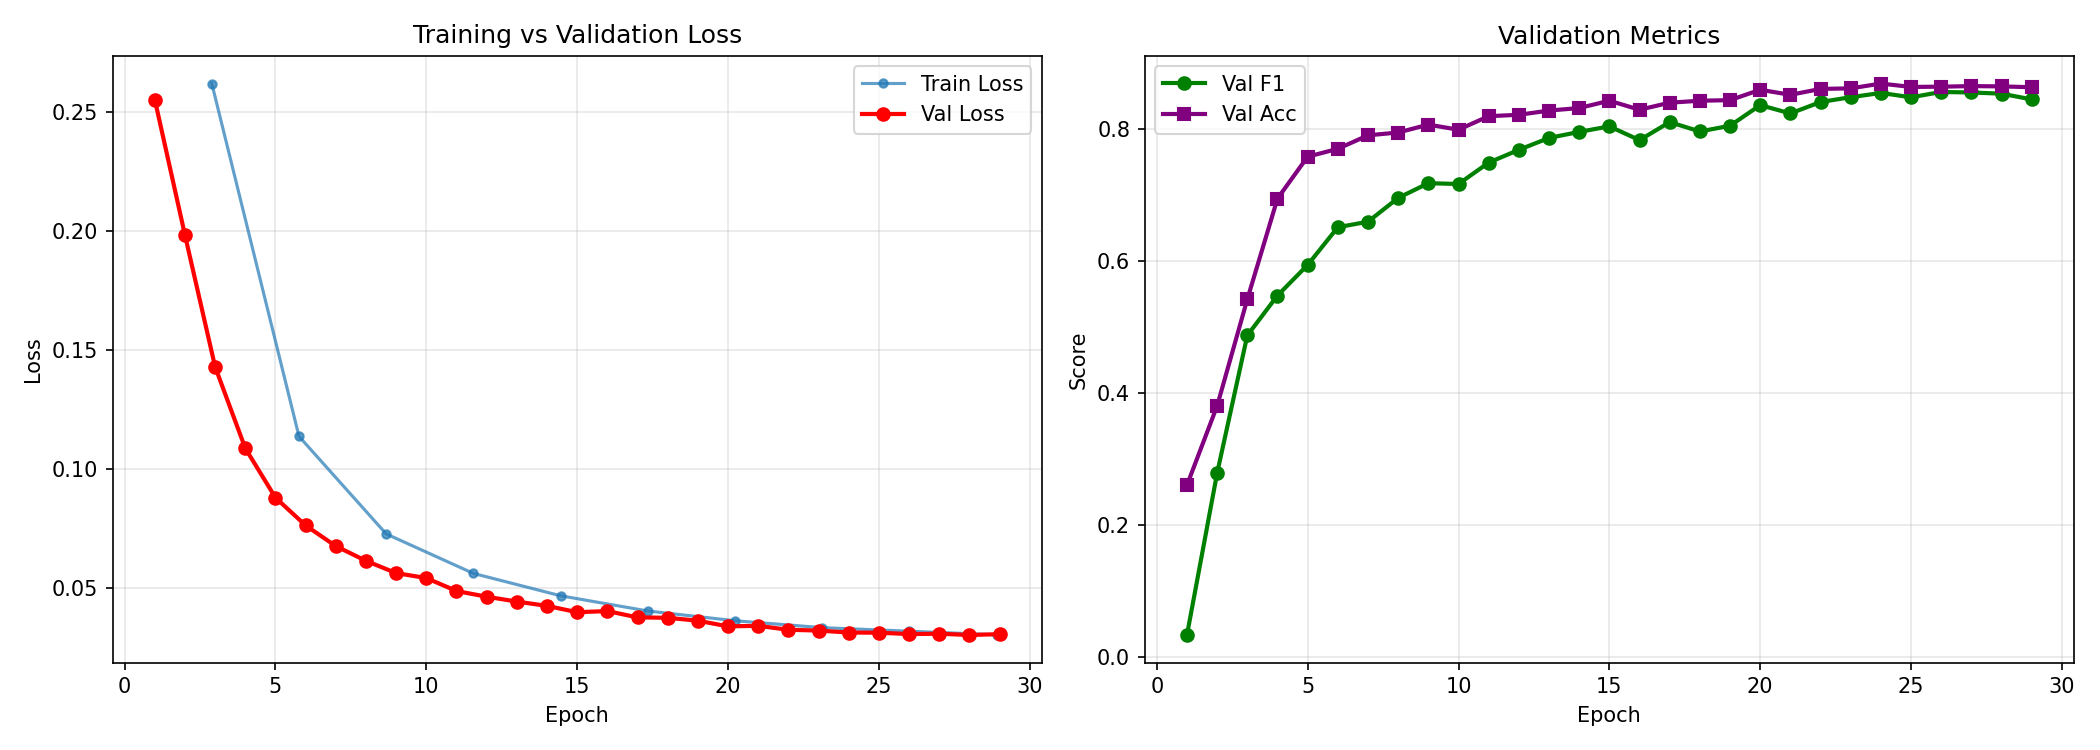 Training vs Validation Loss
Train Loss
Val Loss
0.25
0.20
0.15
0.10
0.05
Loss
0 5 10 15 20 25 30
Epoch
Validation Metrics
Val F1
Val Acc
0.8
0.6
0.4
0.2
0.0
Score
0 5 10 15 20 25 30
Epoch